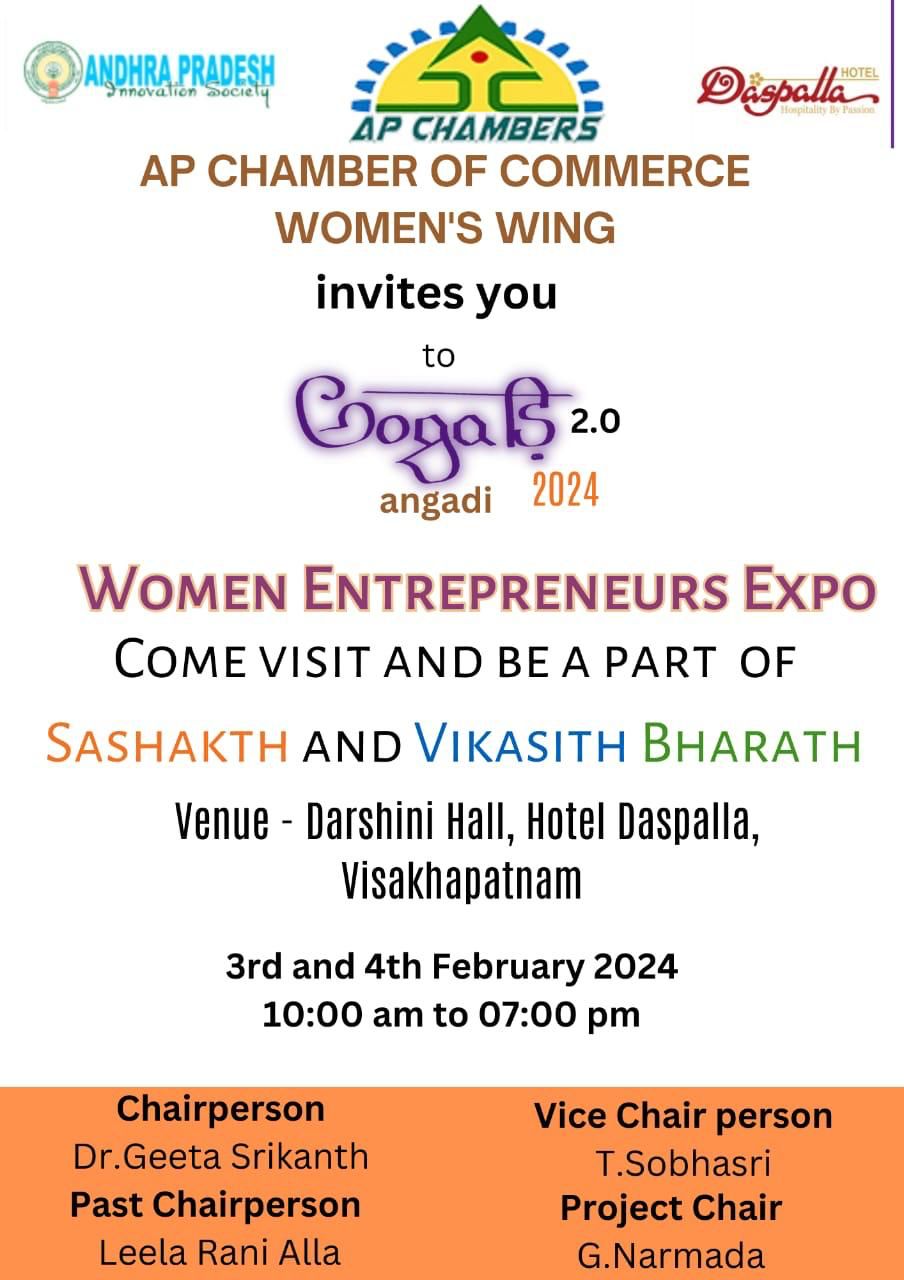 ANDHRA PRADESH
Innovation Society
AP CHAMBERS
Daspalla HOTEL
Hospitality By Passion
AP CHAMBER OF COMMERCE
WOMEN'S WING
invites you
to
2.0
angadi 2024
WOMEN ENTREPRENEURS EXPO
COME VISIT AND BE A PART OF
SASHAKTH AND VIKASITH BHARATH
Venue - Darshini Hall, Hotel Daspalla,
Visakhapatnam
3rd and 4th February 2024
10:00 am to 07:00 pm
Chairperson
Dr.Geeta Srikanth
Past Chairperson
Leela Rani Alla
Vice Chair person
T.Sobhasri
Project Chair
G.Narmada